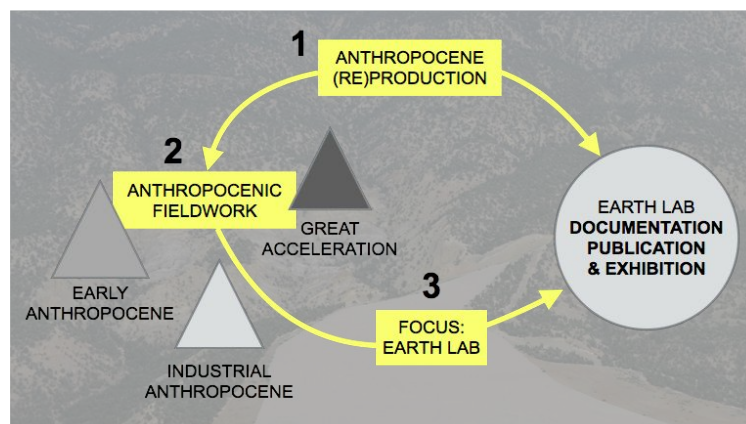 1
ANTHROPOCENE
(RE)PRODUCTION
2
ANTHROPOCENIC
FIELDWORK
GREAT
ACCELERATION
EARLY
ANTHROPOCENE
INDUSTRIAL
ANTHROPOCENE
3
FOCUS:
EARTH LAB
EARTH LAB
DOCUMENTATION
PUBLICATION
& EXHIBITION